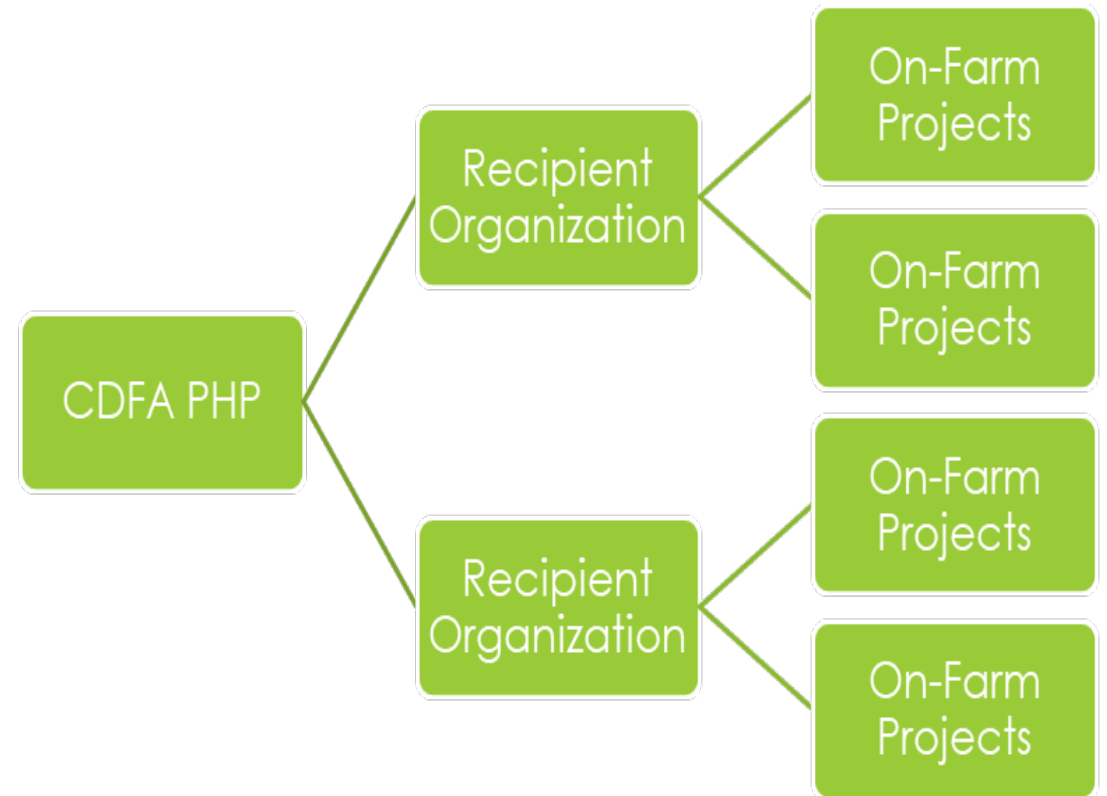 CDFA PHP
Recipient
Organization
On-Farm
Projects
On-Farm
Projects
Recipient
Organization
On-Farm
Projects
On-Farm
Projects